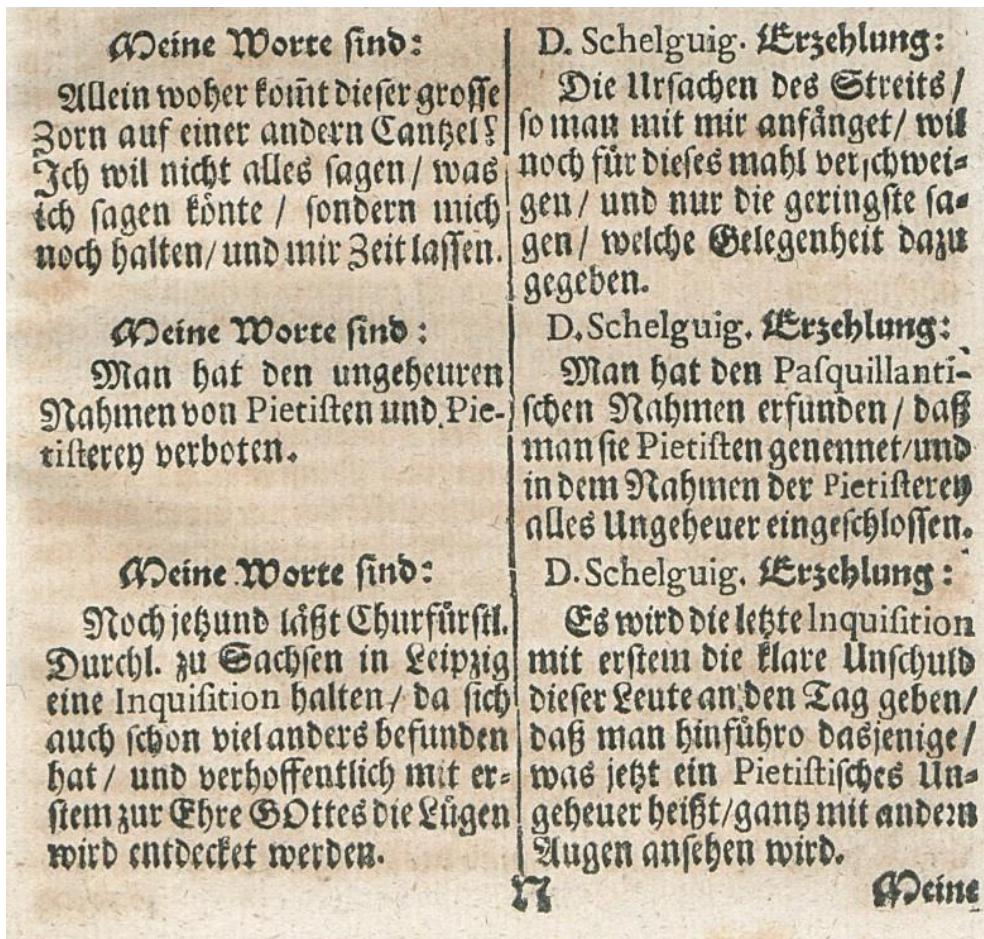 Meine Worte sind:
Allein woher kom̃t dieser grosse
Zorn auf einer andern Cantzel?
Ich wil nicht alles sagen / was
ich sagen könte / sondern mich
noch halten / und mir Zeit lassen.
D. Schelguig. Erzehlung:
Die Ursachen des Streits /
so man mit mir anfänget / wil
noch für dieses mahl verschwei-
gen / und nur die geringste sa-
gen / welche Gelegenheit dazu
gegeben.
Meine Worte sind:
Man hat den ungeheuren
Nahmen von Pietisten und Pie-
tisterey verboten.
D. Schelguig. Erzehlung:
Man hat den Pasquillanti-
schen Nahmen erfunden / daß
man sie Pietisten genennet / und
in dem Nahmen der Pietisterey
alles Ungeheuer eingeschlossen.
Meine Worte sind:
Noch jetzund läßt Churfürstl.
Durchl. zu Sachsen in Leipzig
eine Inquisition halten / da sich
auch schon viel anders befunden
hat / und verhoffentlich mit er-
stem zur Ehre GOttes die Lügen
wird entdecket werden.
D. Schelguig. Erzehlung:
Es wird die letzte Inquisition
mit erstem die klare Unschuld
dieser Leute an den Tag geben /
daß man hinführo dasjenige /
was jetzt ein Pietistisches Un-
geheuer heißt / gantz mit andern
Augen ansehen wird.
N
Meine